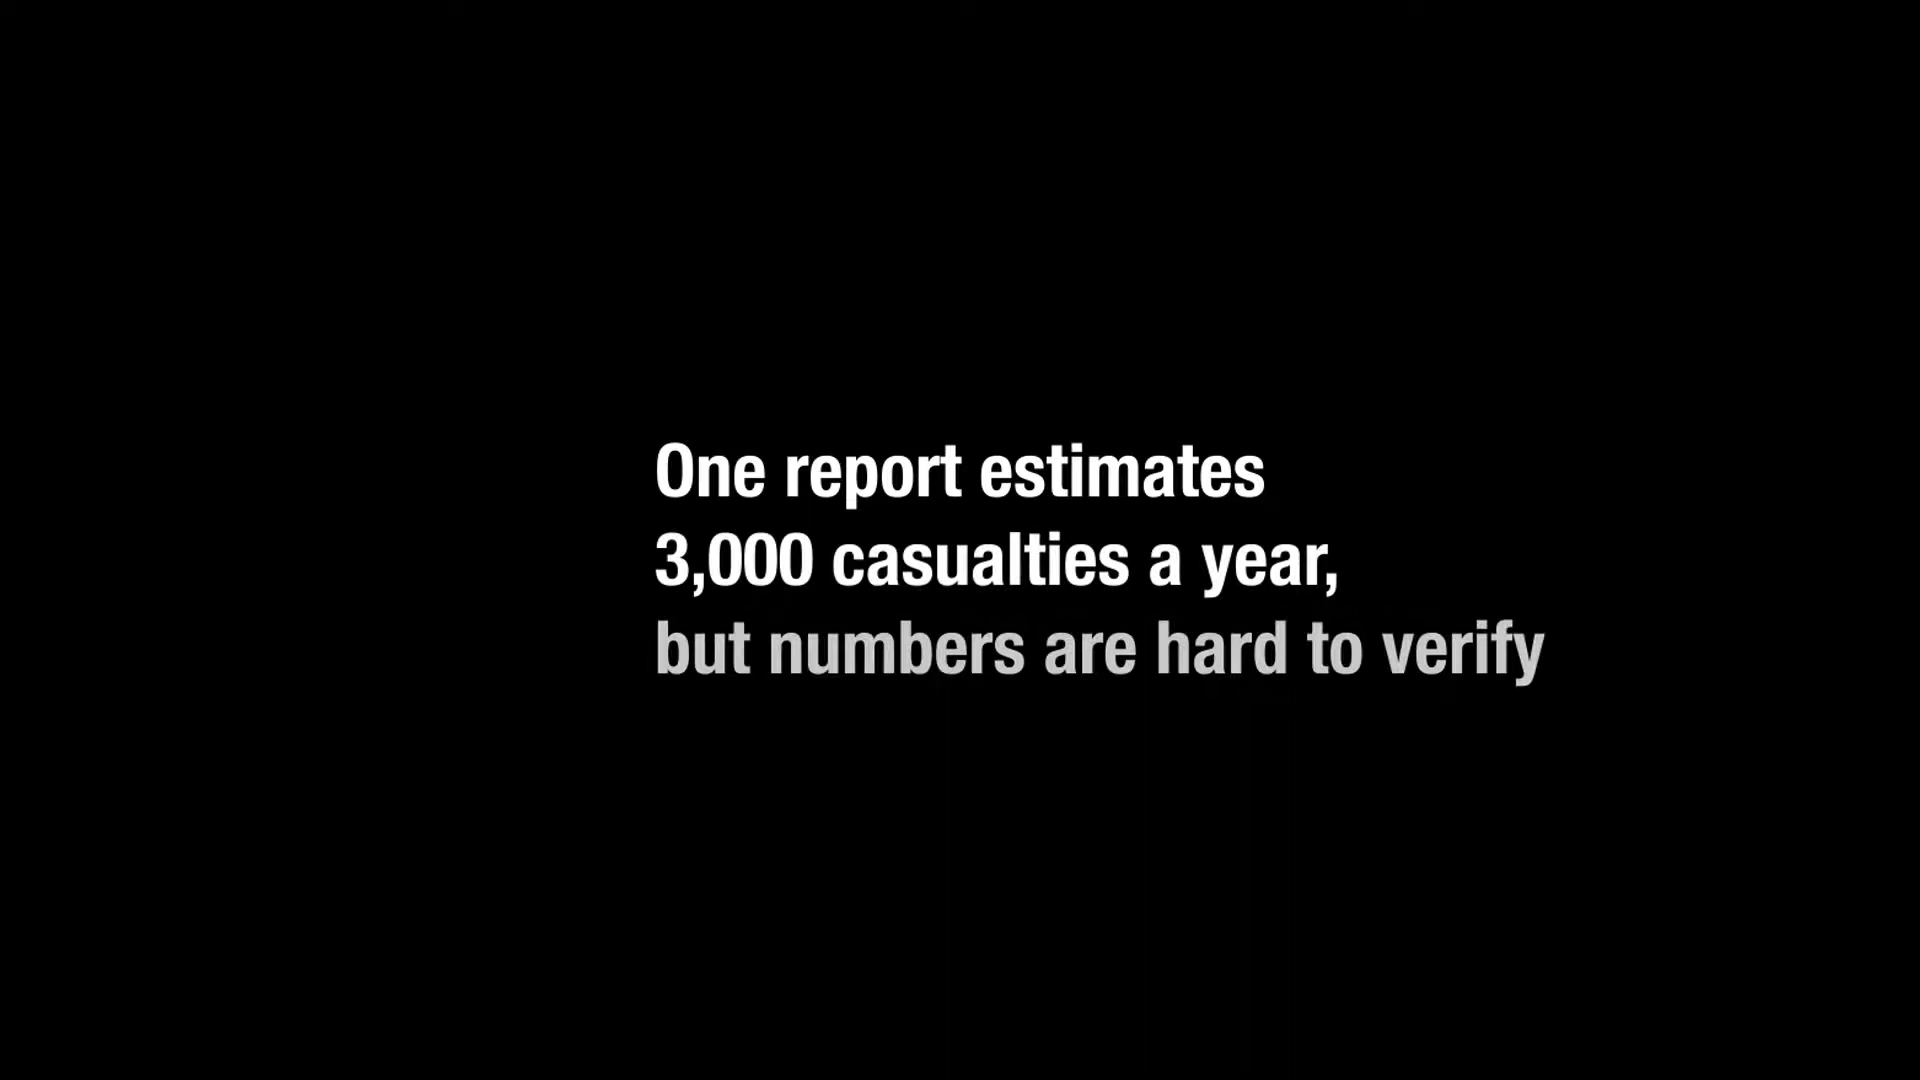 One report estimates
3,000 casualties a year,
but numbers are hard to verify